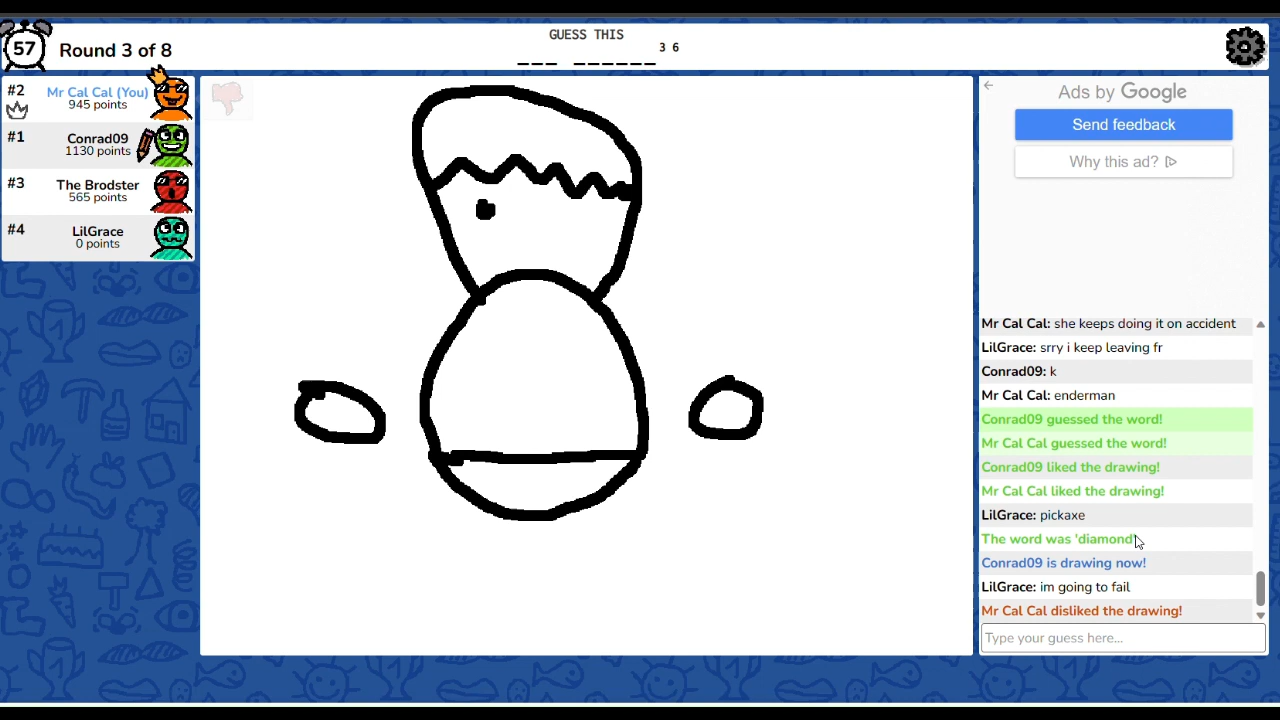 57
Round 3 of 8
GUESS THIS
___ ______ 3 6
#2
Mr Cal Cal (You)
945 points
#1
Conrad09
1130 points
#3
The Brodster
565 points
#4
LilGrace
0 points
Ads by Google
Send feedback
Why this ad?
Mr Cal Cal: she keeps doing it on accident
LilGrace: srry i keep leaving fr
Conrad09: k
Mr Cal Cal: enderman
Conrad09 guessed the word!
Mr Cal Cal guessed the word!
Conrad09 liked the drawing!
Mr Cal Cal liked the drawing!
LilGrace: pickaxe
The word was 'diamond'
Conrad09 is drawing now!
LilGrace: im going to fail
Mr Cal Cal disliked the drawing!
Type your guess here...